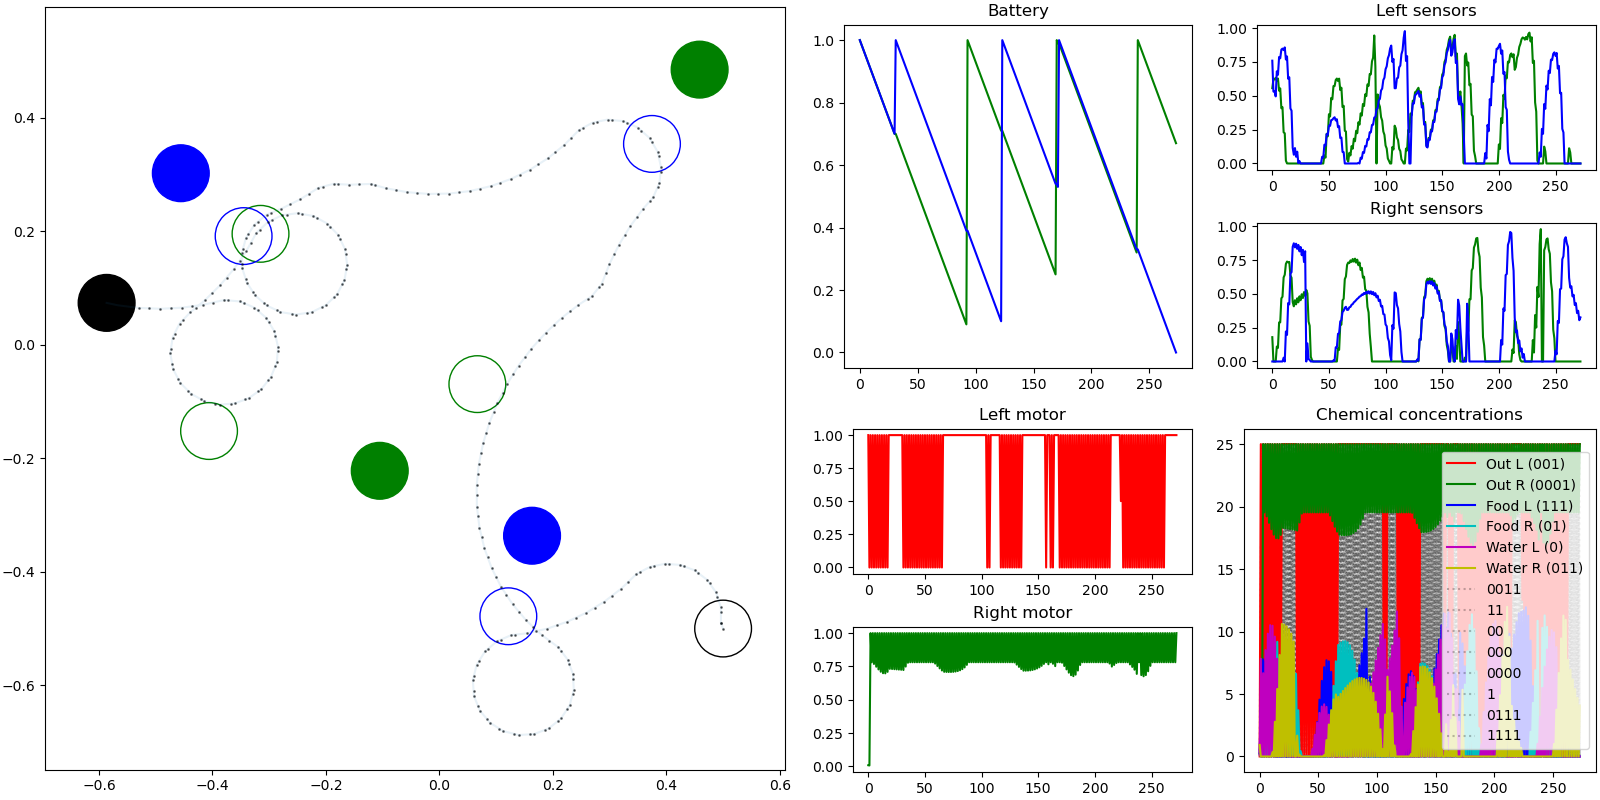 0.4
0.2
0.0
−0.2
−0.4
−0.6
−0.6 −0.4 −0.2 0.0 0.2 0.4 0.6
Battery
1.0
0.8
0.6
0.4
0.2
0.0
0 50 100 150 200 250
Left sensors
1.00
0.75
0.50
0.25
0.00
0 50 100 150 200 250
Right sensors
1.00
0.75
0.50
0.25
0.00
0 50 100 150 200 250
Left motor
1.00
0.75
0.50
0.25
0.00
0 50 100 150 200 250
Right motor
1.00
0.75
0.50
0.25
0.00
0 50 100 150 200 250
Chemical concentrations
25
20
15
10
5
0
0 50 100 150 200 250
Out L (001)
Out R (0001)
Food L (111)
Food R (01)
Water L (0)
Water R (011)
0011
11
00
000
0000
1
0111
1111